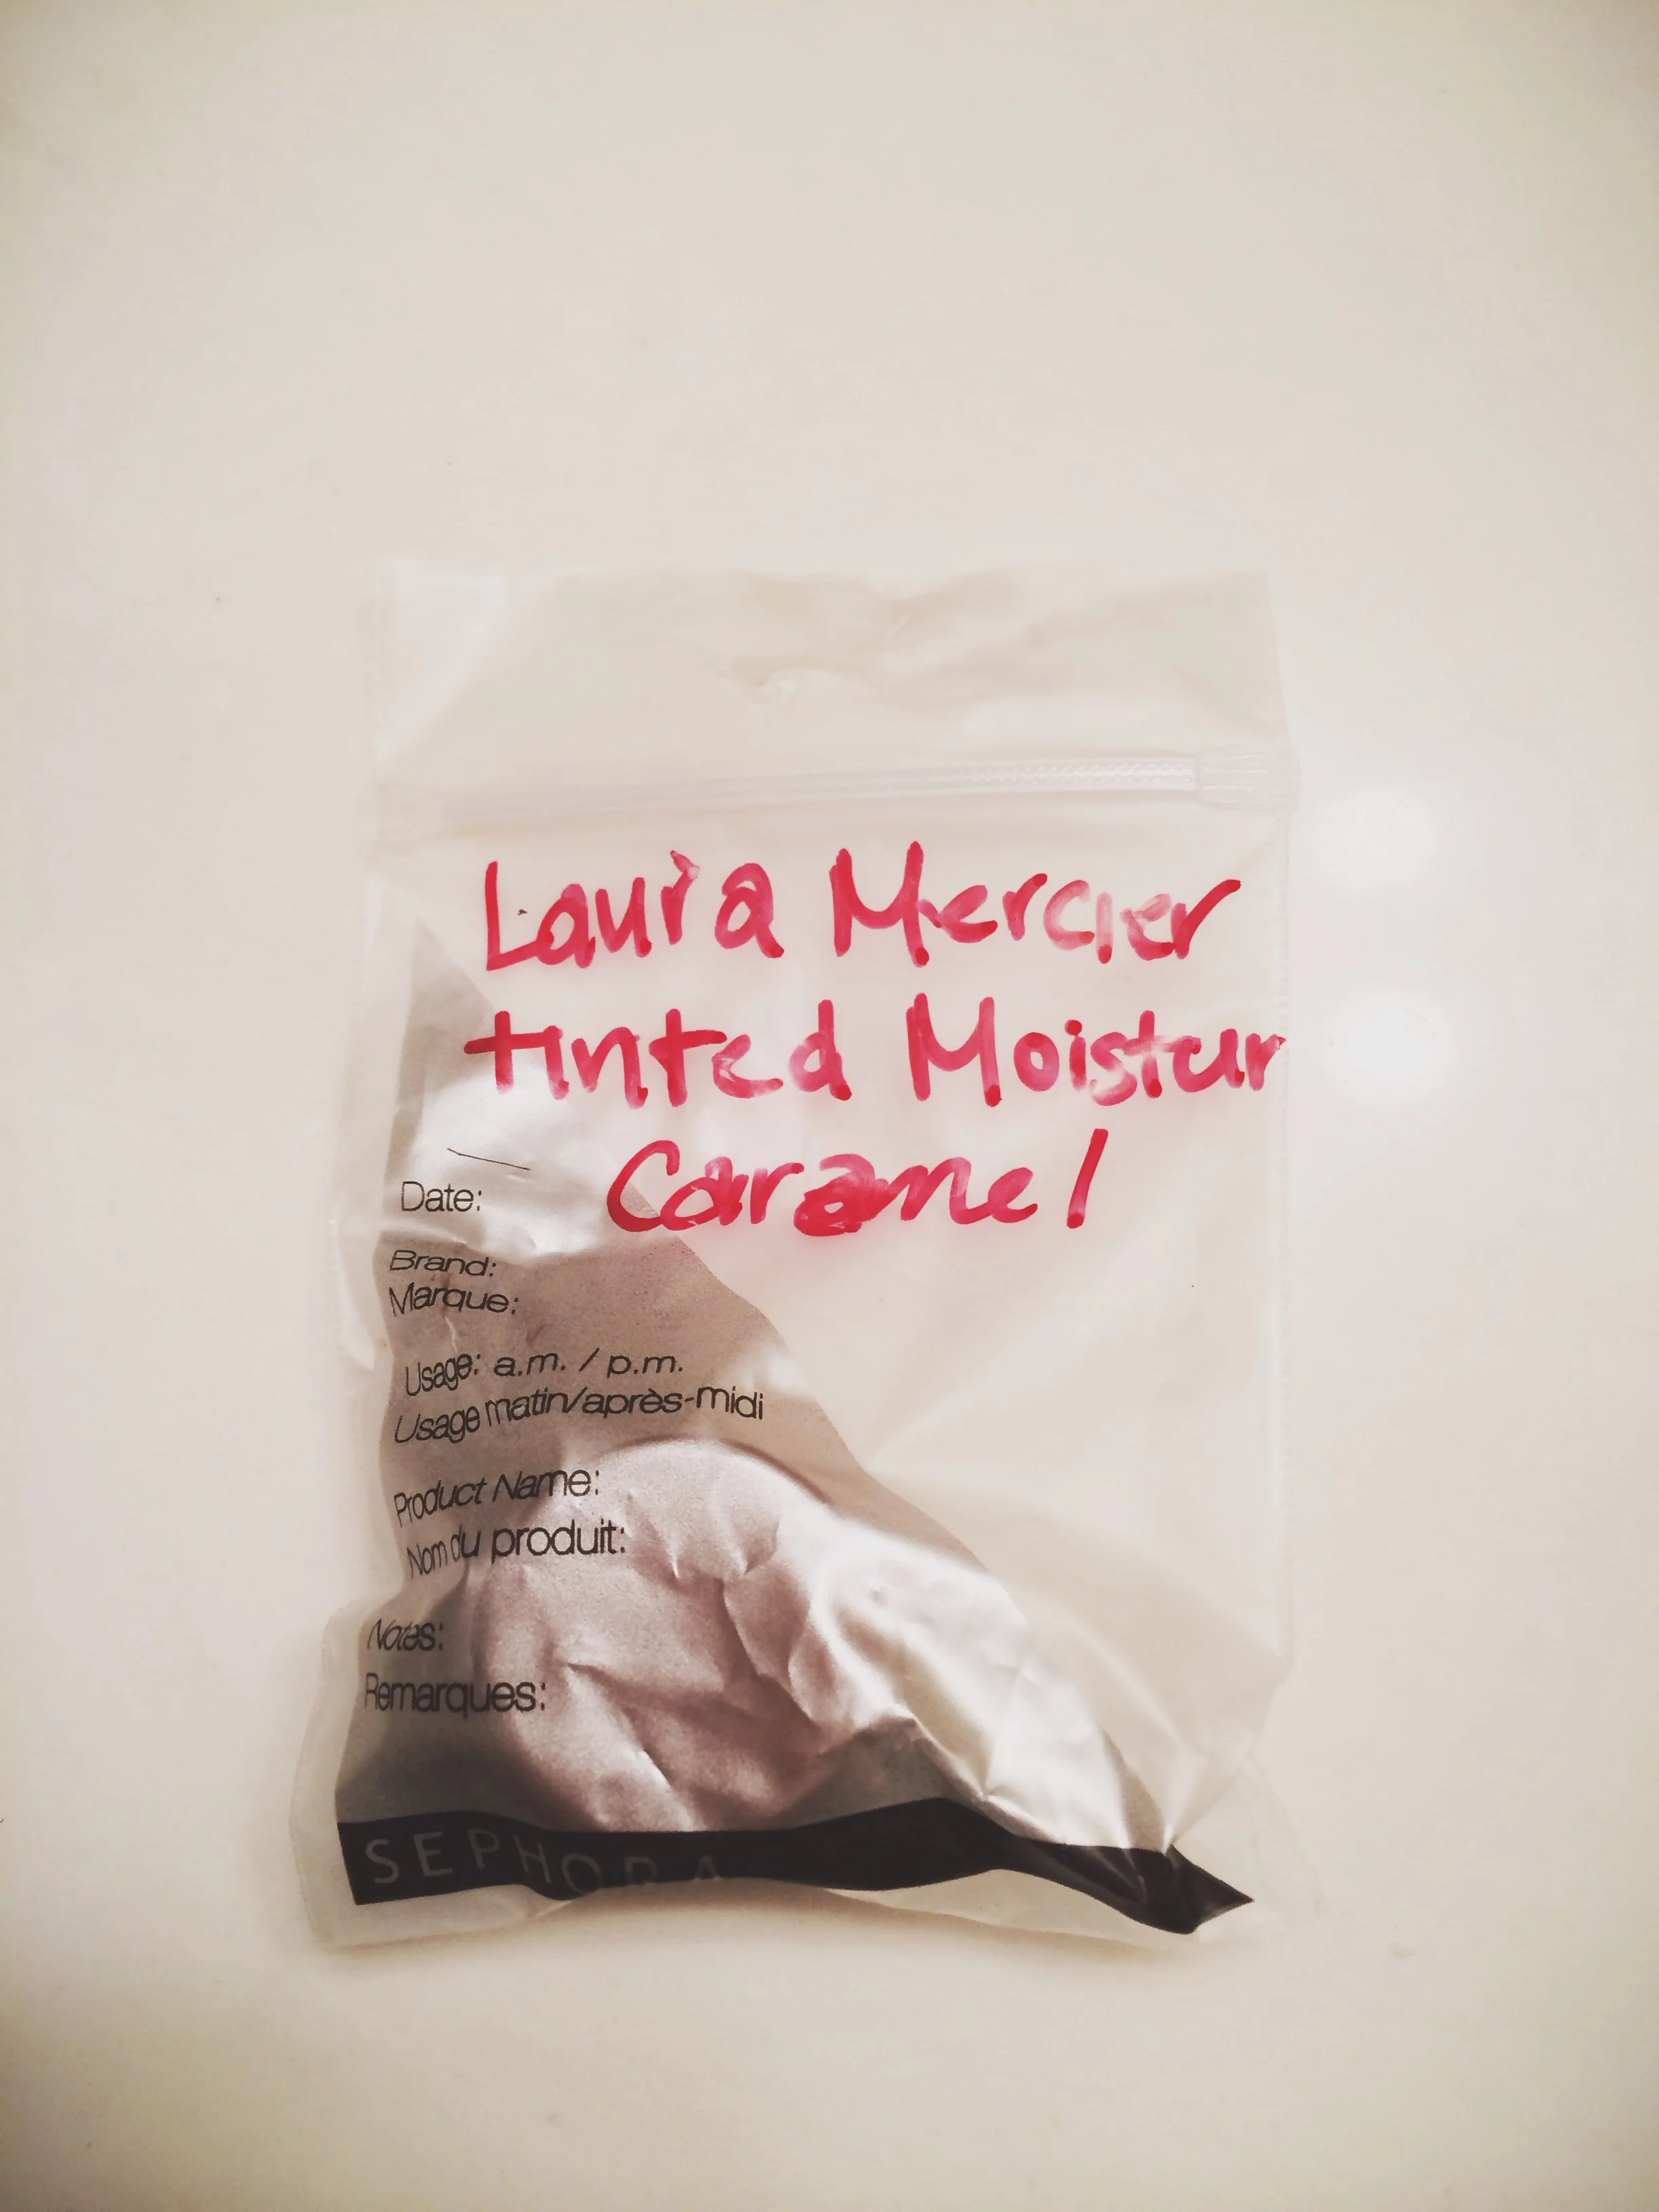 Laura Mercier
tinted Moistur
Caramel
Date:
Brand:
Marque:
Usage: a.m. / p.m.
Usage matin/après-midi
Product Name:
Nom du produit:
Notes:
Remarques:
SEPHORA